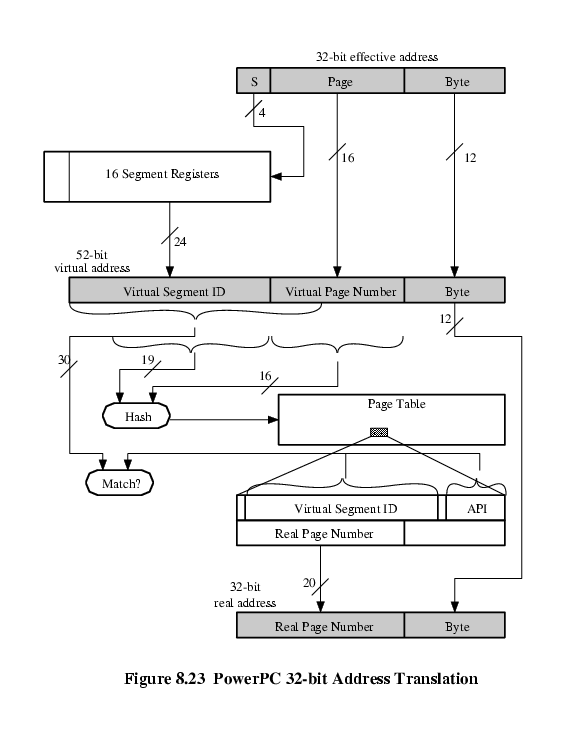 32-bit effective address
S Page Byte
4
16
12
16 Segment Registers
24
52-bit
virtual address
Virtual Segment ID Virtual Page Number Byte
12
30
19
16
Hash
Page Table
Match?
Virtual Segment ID API
Real Page Number
20
32-bit
real address
Real Page Number Byte
Figure 8.23 PowerPC 32-bit Address Translation